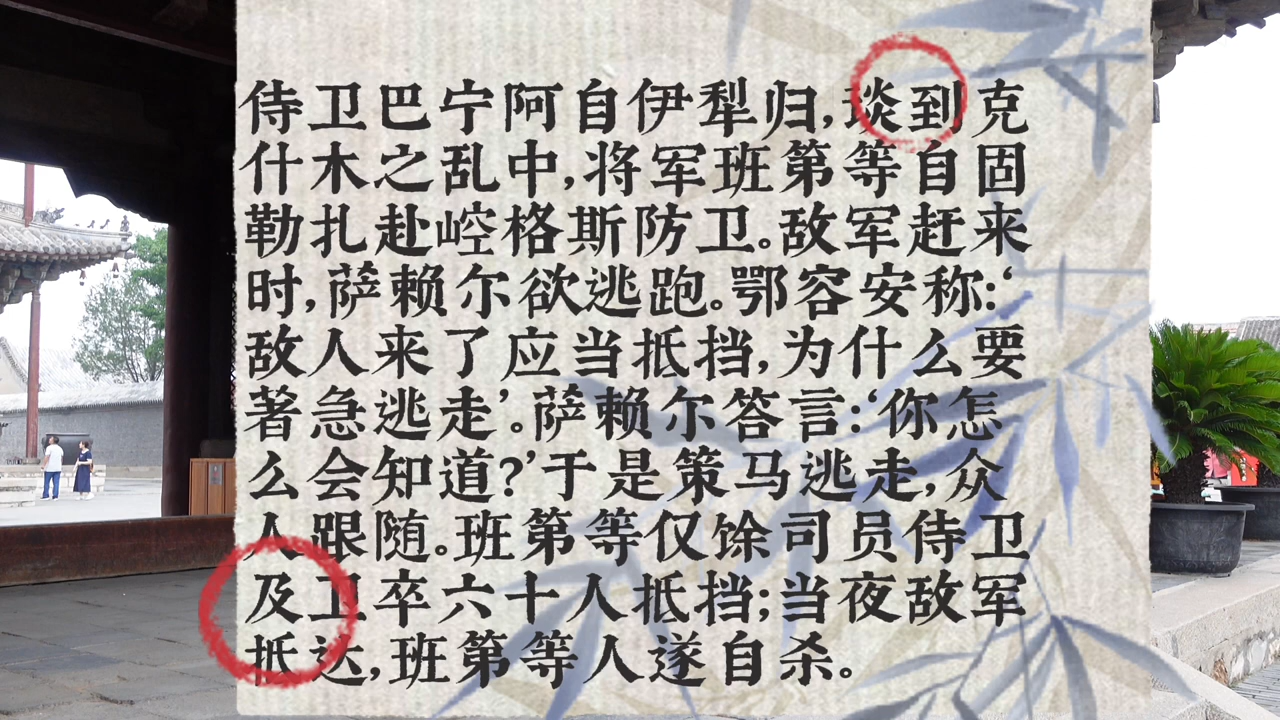 侍卫巴宁阿自伊犁归,谈到克
什木之乱中,将军班第等自固
勒扎赴崆格斯防卫。敌军赶来
时,萨赖尔欲逃跑。鄂容安称:‘
敌人来了应当抵挡,为什么要
著急逃走’。萨赖尔答言:‘你怎
么会知道?’于是策马逃走,众
人跟随。班第等仅馀司员侍卫
及卫卒六十人抵挡;当夜敌军
抵达,班第等人遂自杀。